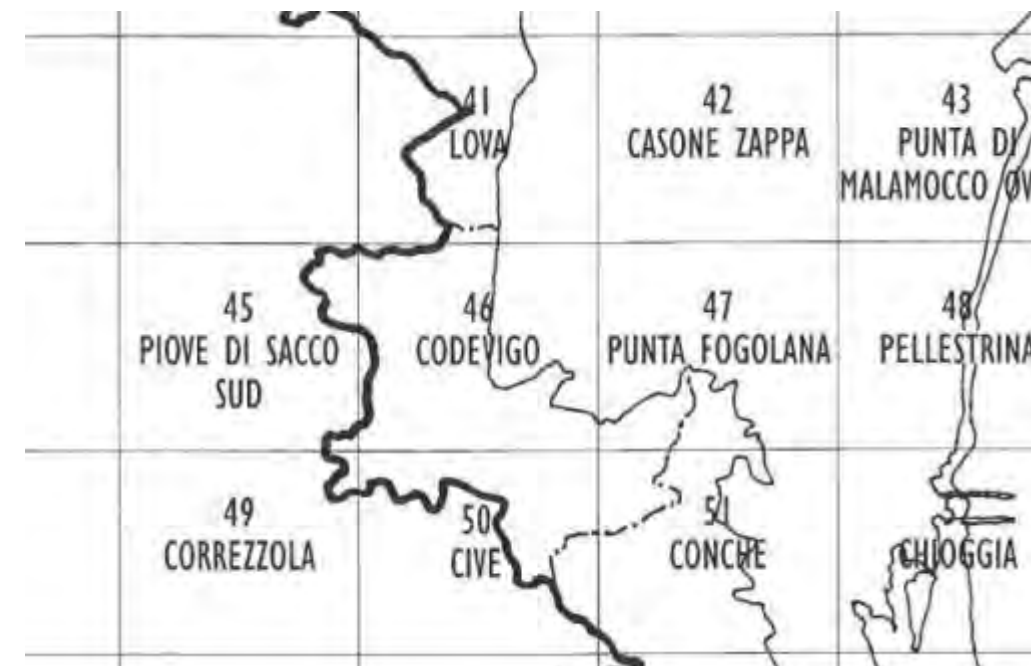 41
LOVA
42
CASONE ZAPPA
43
PUNTA DI
MALAMOCCO OV
45
PIOVE DI SACCO
SUD
46
CODEVIGO
47
PUNTA FOGOLANA
48
PELLESTRINA
49
CORREZZOLA
50
CIVE
51
CONCHE
CHIOGGIA